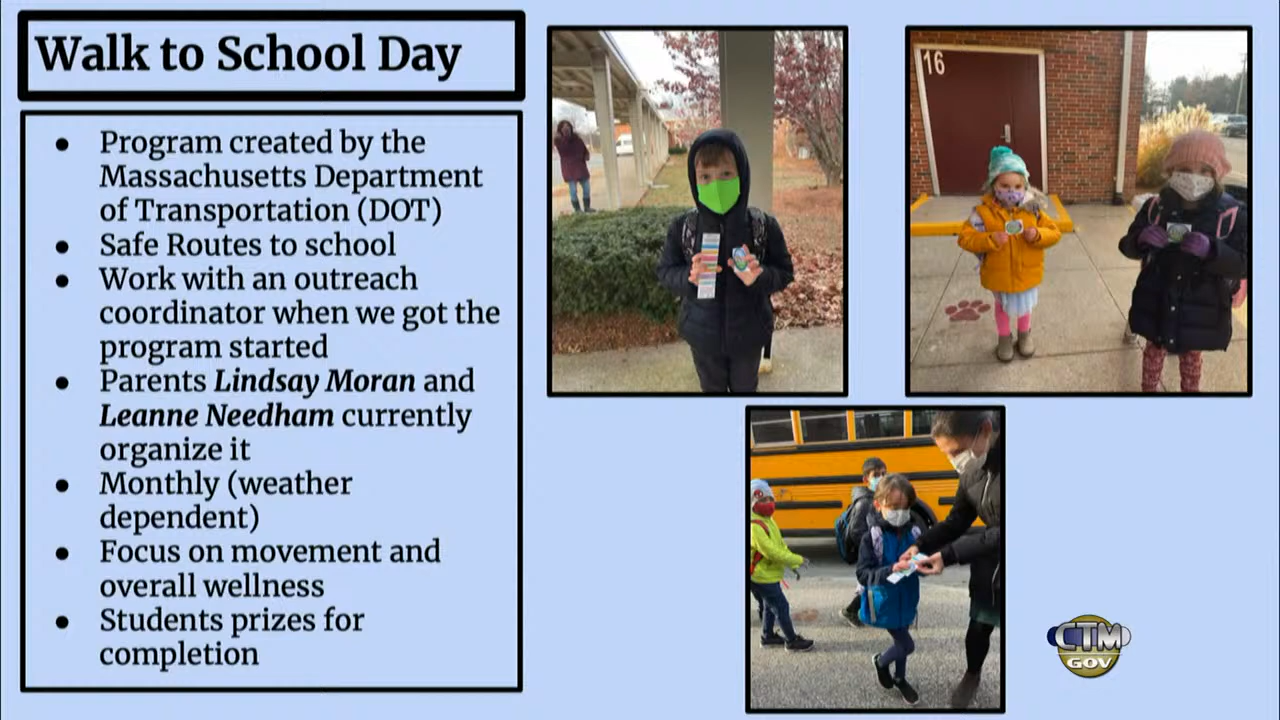 Walk to School Day
● Program created by the
Massachusetts Department
of Transportation (DOT)
● Safe Routes to school
● Work with an outreach
coordinator when we got the
program started
● Parents Lindsay Moran and
Leanne Needham currently
organize it
● Monthly (weather
dependent)
● Focus on movement and
overall wellness
● Students prizes for
completion
16
CTM
GOV